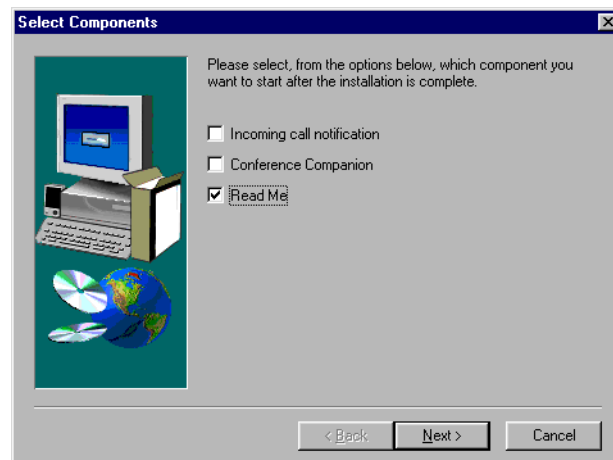 Select Components
Please select, from the options below, which component you
want to start after the installation is complete.
Incoming call notification
Conference Companion
Read Me
< Back
Next >
Cancel